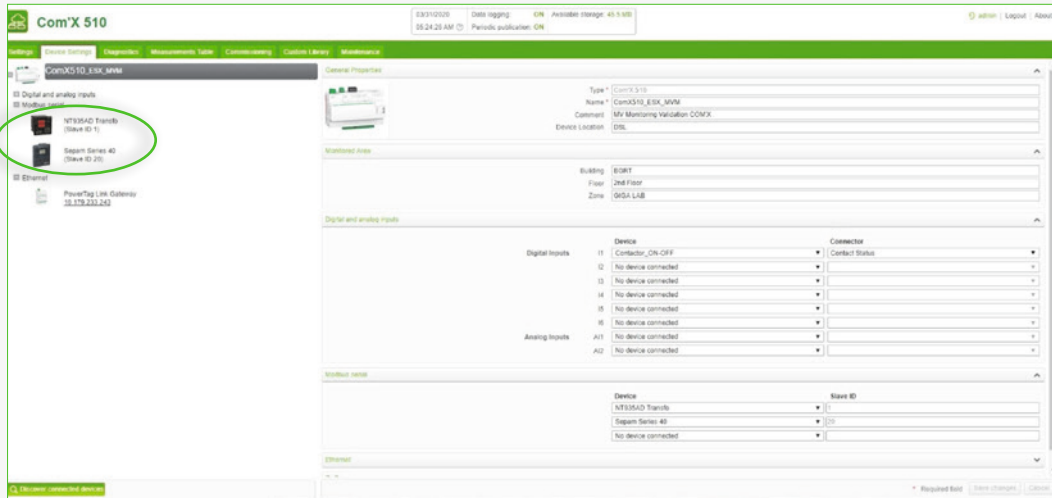 Com'X 510
03/31/2020 Data logging: ON Available storage: 43.5 MB
05:24:28 AM Periodic publication: ON
admin | Logout | About
Settings Device Settings Diagnostics Measurements Table Commissioning Custom Library Maintenance
ComX510_ESX_MVM
Digital and analog inputs
Modbus serial
NT935AD Transfo
(Slave ID 1)
Sepam Series 40
(Slave ID 20)
Ethernet
PowerTag Link Gateway
10.179.233.243
General Properties
Type * Com'X 510
Name * ComX510_ESX_MVM
Comment MV Monitoring Validation COM'X
Device Location DSL
Monitored Area
Building
Floor 2nd Floor
Zone GIGA LAB
Digital and analog inputs
Device Connector
Digital Inputs I1 Contactor_ON-OFF Contact Status
I2 No device connected
I3 No device connected
I4 No device connected
I5 No device connected
I6 No device connected
Analog Inputs AI1 No device connected
AI2 No device connected
Modbus serial
Device Slave ID
NT935AD Transfo 1
Sepam Series 40 20
No device connected
Ethernet
Discover connected devices
* Required field Save changes Cancel